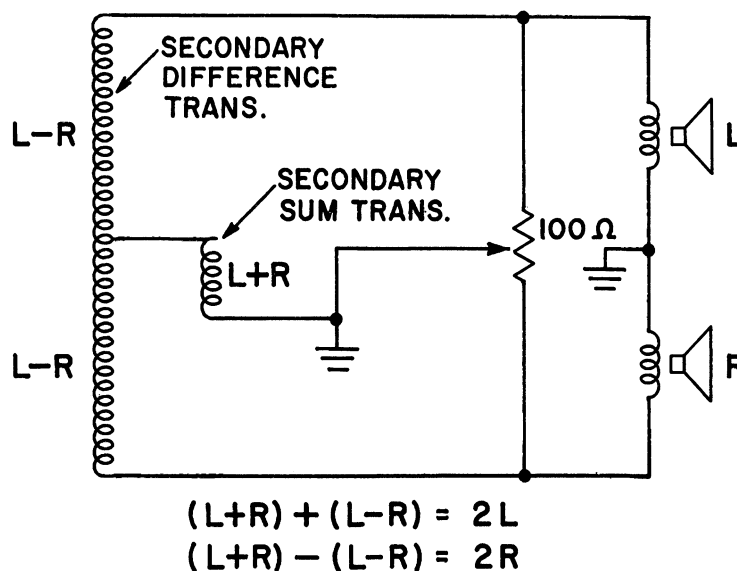 SECONDARY
DIFFERENCE
TRANS.
L–R
L
SECONDARY
SUM TRANS.
100 Ω
L+R
L–R
R
(L+R) + (L–R) = 2L
(L+R) – (L–R) = 2R